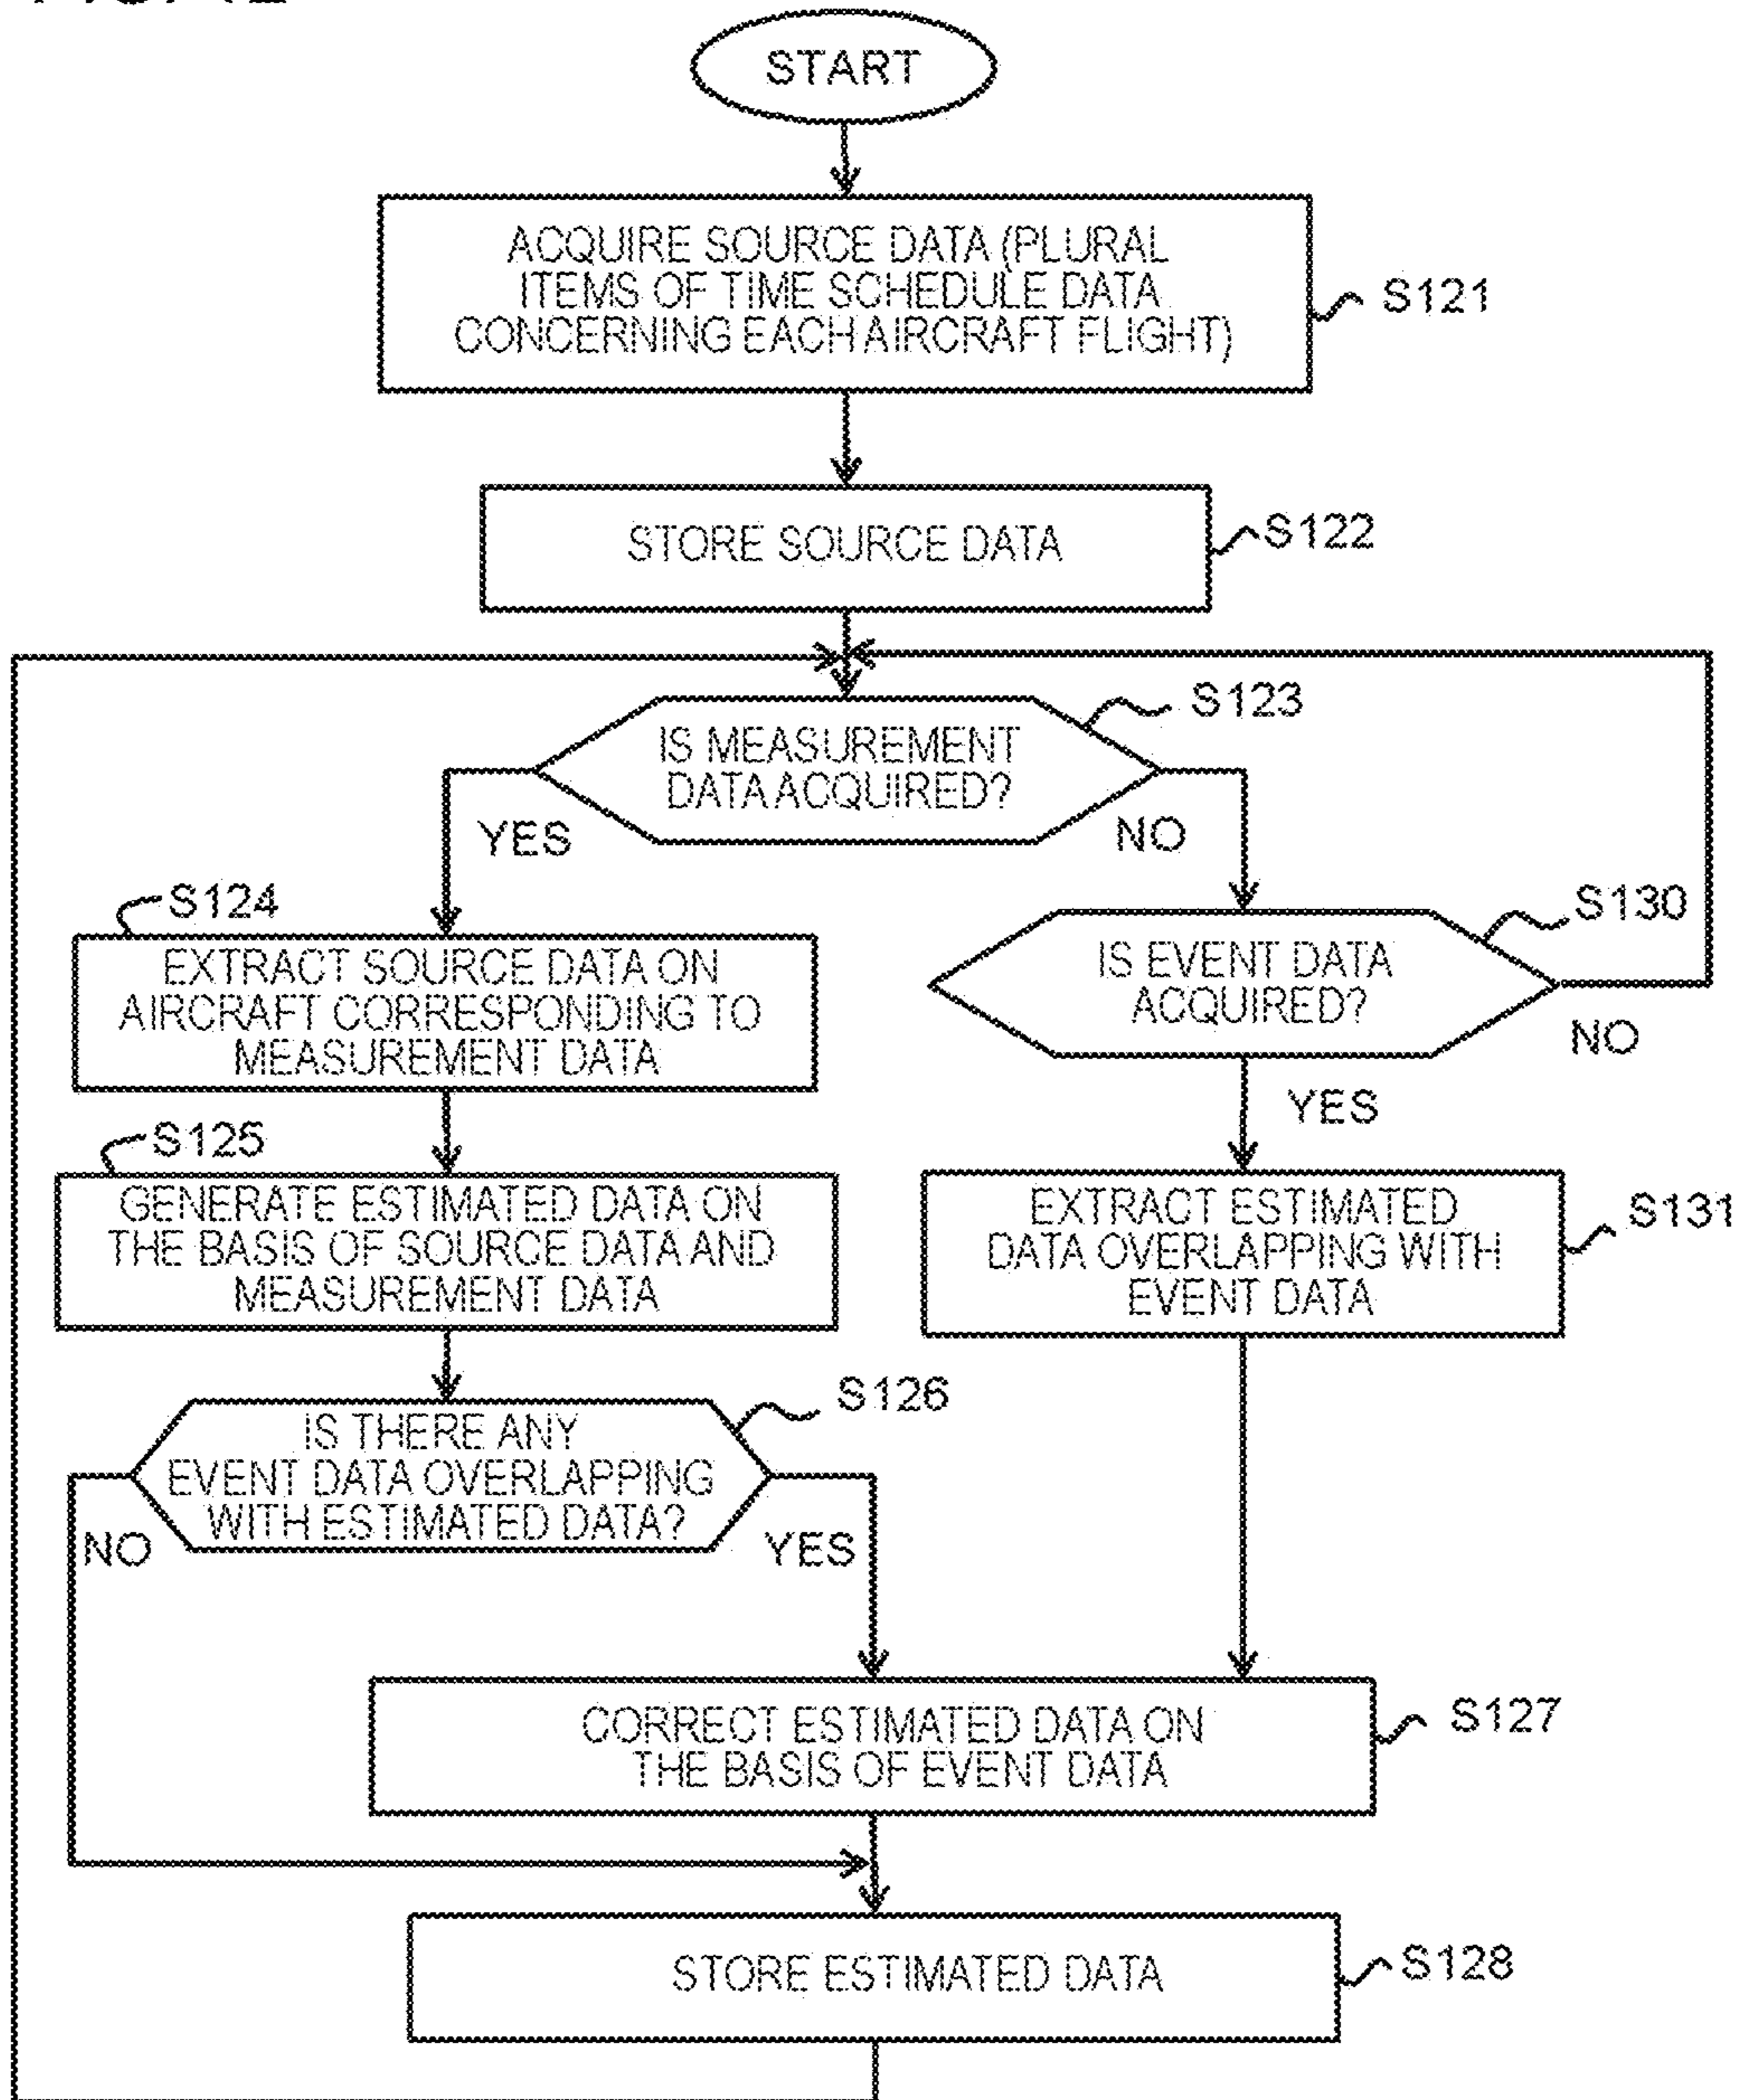 START
ACQUIRE SOURCE DATA (PLURAL
ITEMS OF TIME SCHEDULE DATA
CONCERNING EACH AIRCRAFT FLIGHT)
S121
STORE SOURCE DATA
S122
S123
IS MEASUREMENT
DATA ACQUIRED?
YES
NO
S124
EXTRACT SOURCE DATA ON
AIRCRAFT CORRESPONDING TO
MEASUREMENT DATA
S130
IS EVENT DATA
ACQUIRED?
NO
YES
S125
GENERATE ESTIMATED DATA ON
THE BASIS OF SOURCE DATA AND
MEASUREMENT DATA
EXTRACT ESTIMATED
DATA OVERLAPPING WITH
EVENT DATA
S131
S126
IS THERE ANY
EVENT DATA OVERLAPPING
WITH ESTIMATED DATA?
NO
YES
CORRECT ESTIMATED DATA ON
THE BASIS OF EVENT DATA
S127
STORE ESTIMATED DATA
S128